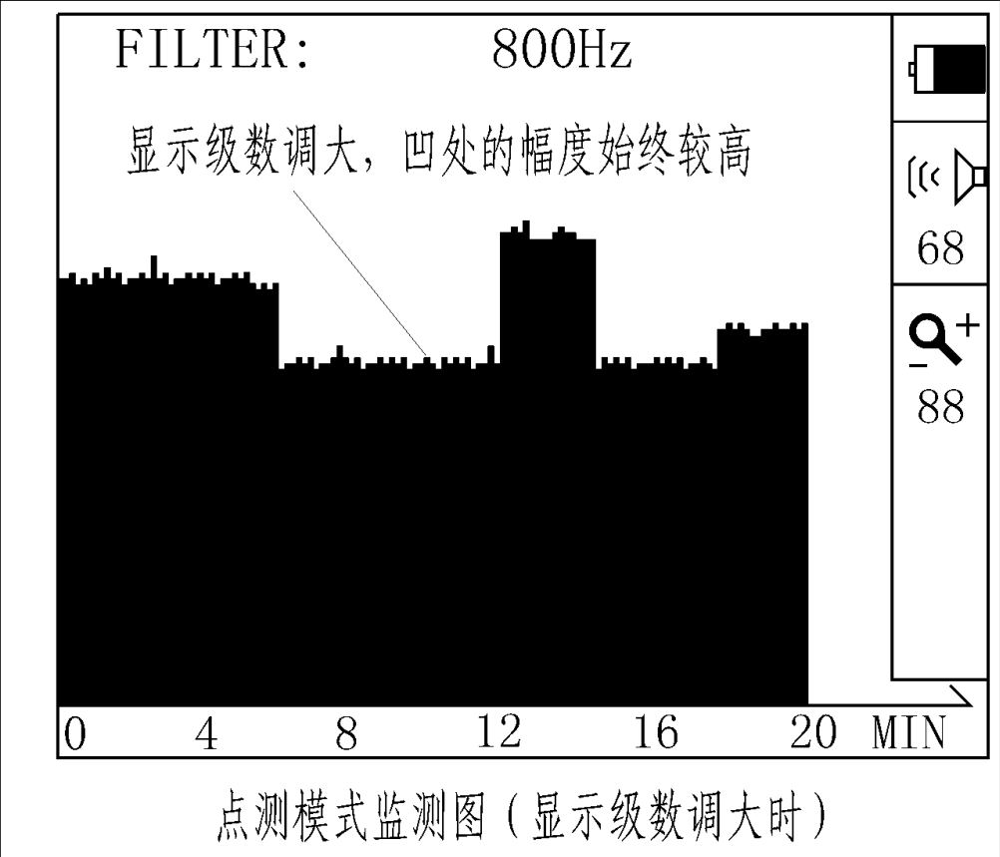 FILTER: 800Hz
显示级数调大，凹处的幅度始终较高
68
+
−
88
0 4 8 12 16 20 MIN
点测模式监测图（显示级数调大时）